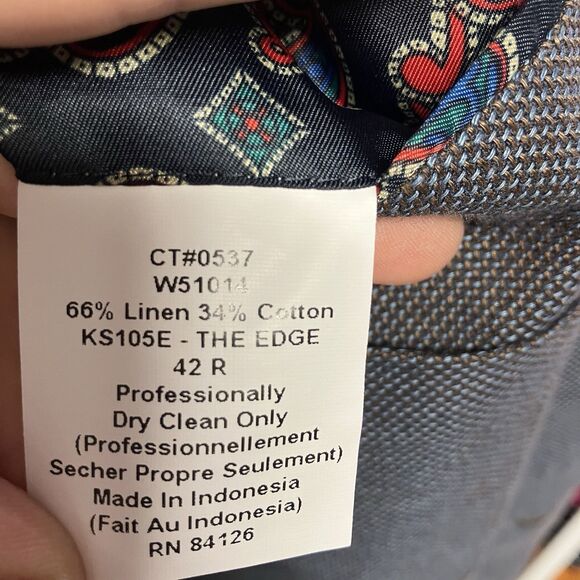 CT#0537
W51014
66% Linen 34% Cotton
KS105E - THE EDGE
42 R
Professionally
Dry Clean Only
(Professionnellement
Secher Propre Seulement)
Made In Indonesia
(Fait Au Indonesia)
RN 84126